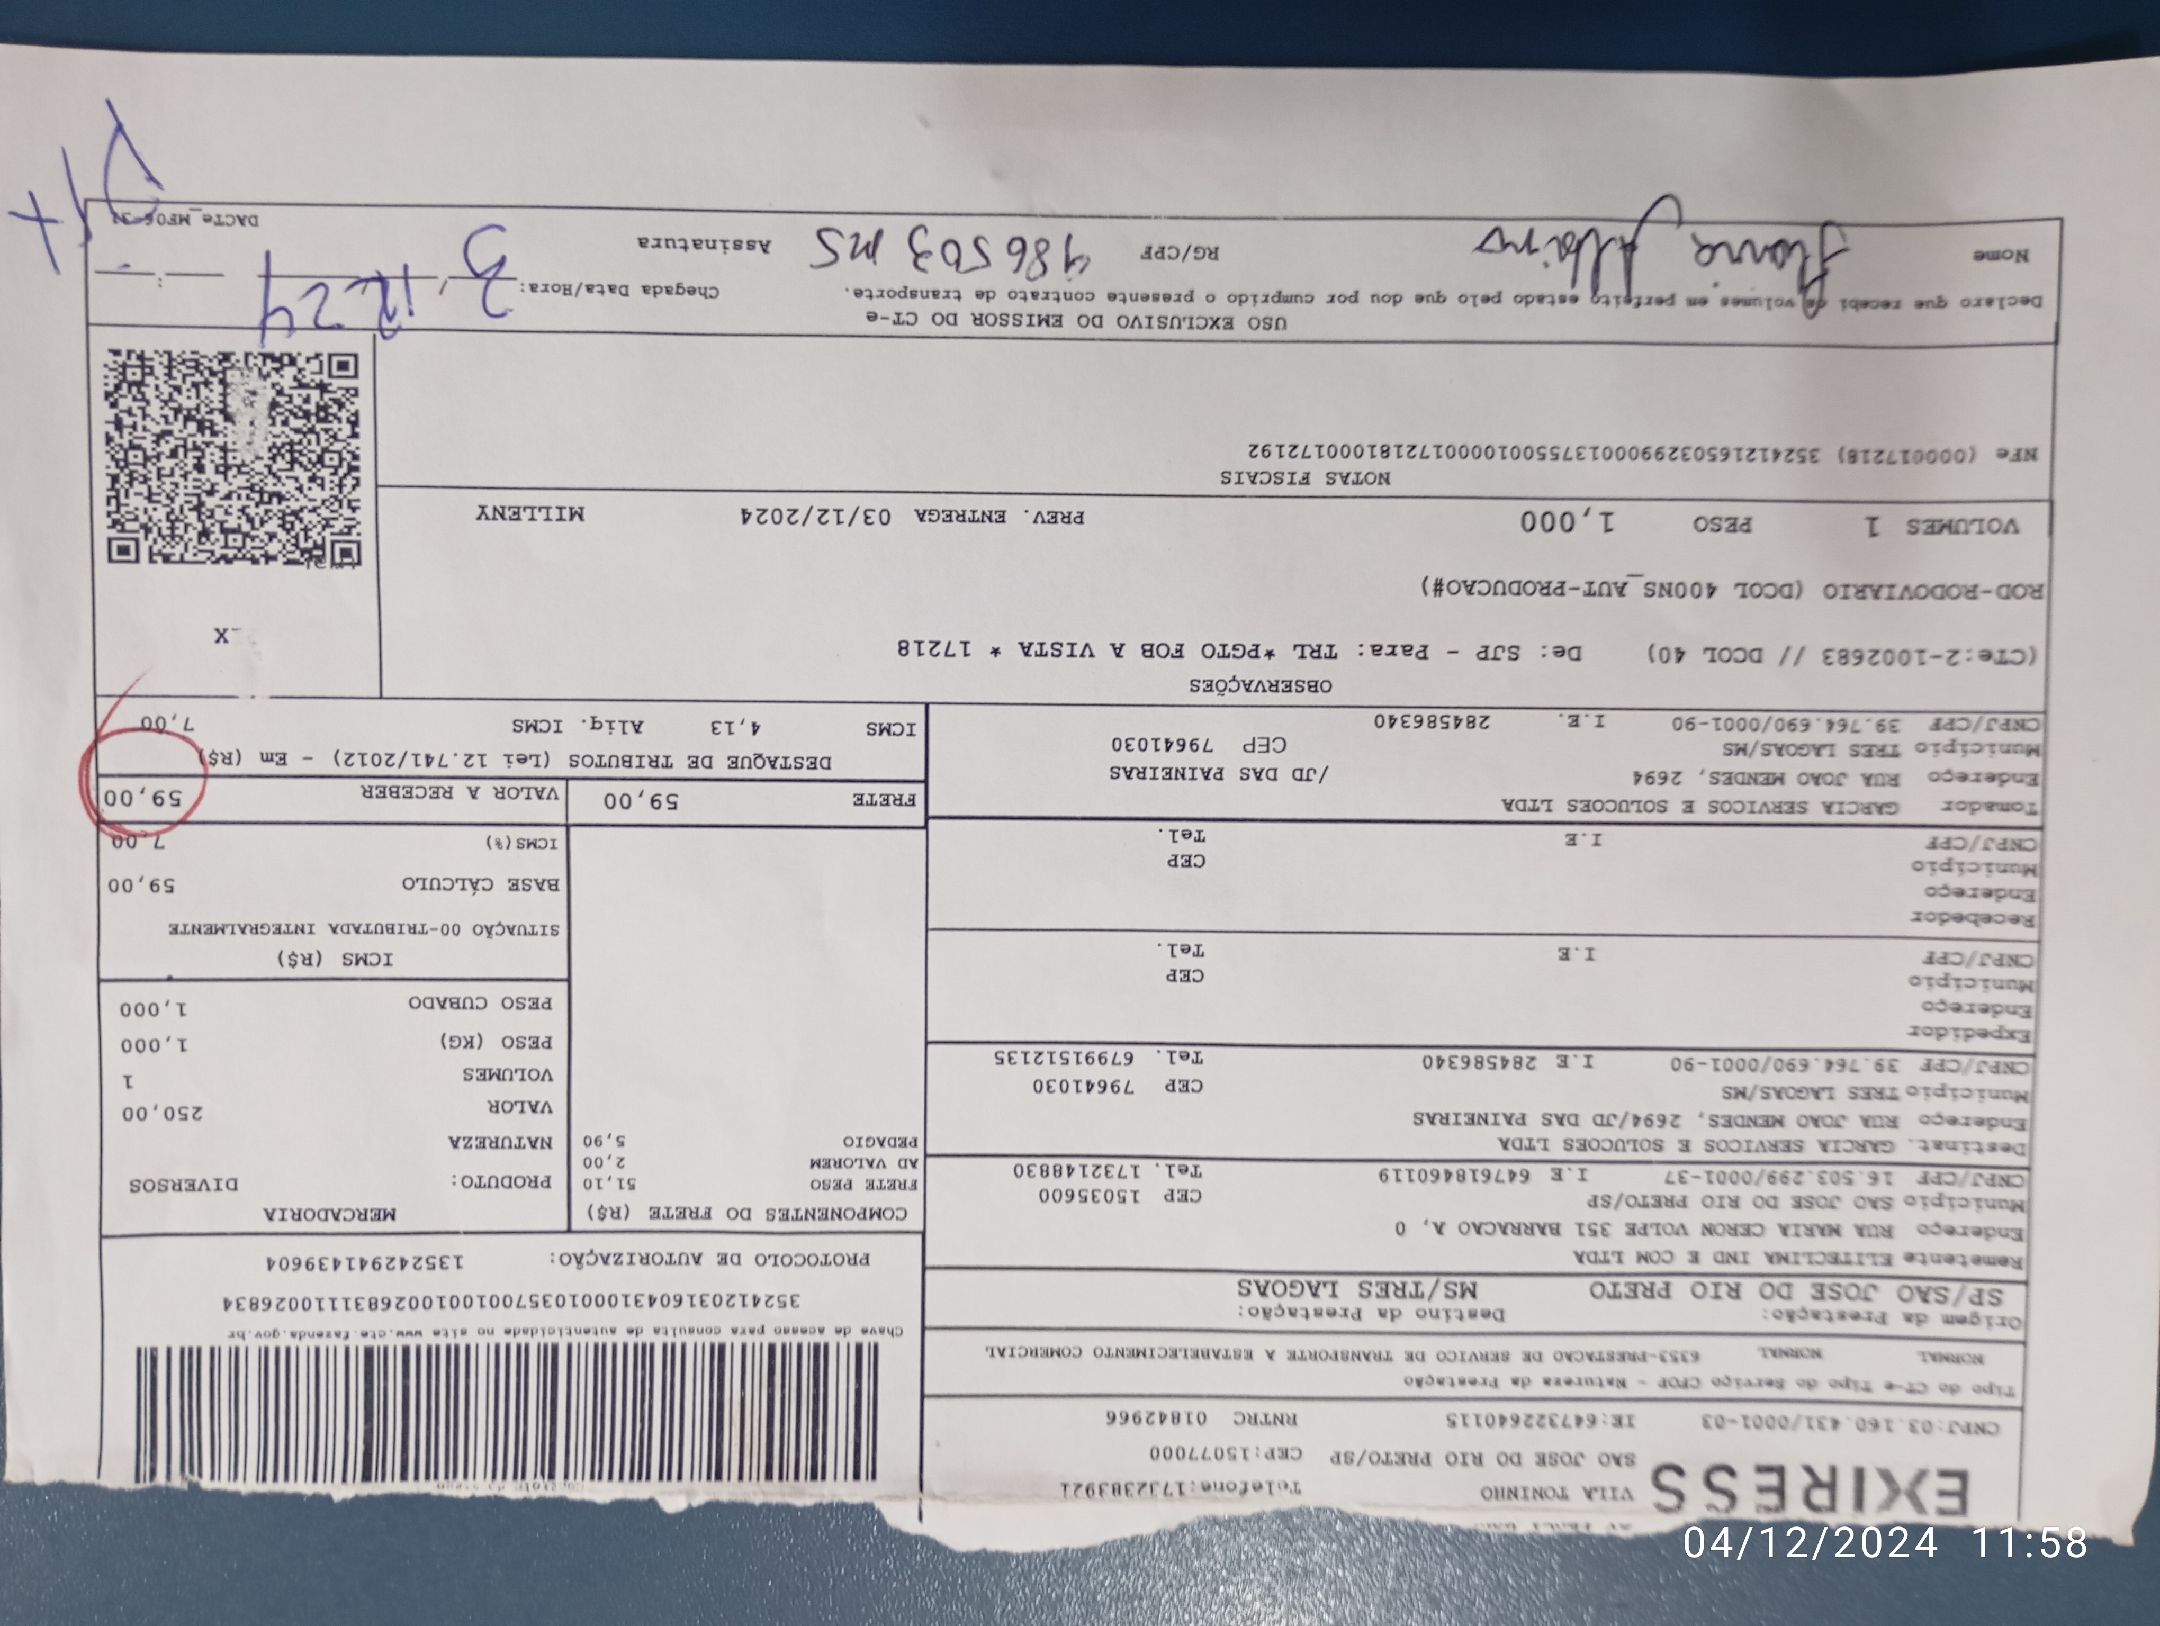 EXIRESS
VILA TONINHO
Telefone:1732383921
SAO JOSE DO RIO PRETO/SP CEP:15077000
CNPJ:03.160.431/0001-03 IE:647322640115 RNTRC 01842966
Tipo do CT-e Tipo do Serviço CFOP - Natureza da Prestação
NORMAL NORMAL 6353-PRESTACAO DE SERVICO DE TRANSPORTE A ESTABELECIMENTO COMERCIAL
Origem da Prestação: Destino da Prestação:
SP/SAO JOSE DO RIO PRETO MS/TRES LAGOAS
Chave de acesso para consulta de autenticidade no site www.cte.fazenda.gov.br
35241203160431000103570010010026831110026834
PROTOCOLO DE AUTORIZAÇÃO: 135242941439604
Remetente ELITECLIMA IND E COM LTDA
Endereço RUA MARIA CERON VOLPE 351 BARRACAO A, 0
Município SAO JOSE DO RIO PRETO/SP CEP 15035600
CNPJ/CPF 16.503.299/0001-37 I.E 647618460119 Tel. 1732148830
Destinat. GARCIA SERVICOS E SOLUCOES LTDA
Endereço RUA JOAO MENDES, 2694/JD DAS PAINEIRAS
Município TRES LAGOAS/MS CEP 79641030
CNPJ/CPF 39.764.690/0001-90 I.E 284586340 Tel. 67991512135
Expedidor
Endereço
Município CEP
CNPJ/CPF I.E Tel.
Recebedor
Endereço
Município CEP
CNPJ/CPF I.E Tel.
Tomador GARCIA SERVICOS E SOLUCOES LTDA
Endereço RUA JOAO MENDES, 2694 /JD DAS PAINEIRAS
Município TRES LAGOAS/MS CEP 79641030
CNPJ/CPF 39.764.690/0001-90 I.E. 284586340
COMPONENTES DO FRETE (R$)
FRETE PESO 51,10
AD VALOREM 2,00
PEDAGIO 5,90
MERCADORIA
PRODUTO: DIVERSOS
NATUREZA
VALOR 250,00
VOLUMES 1
PESO (KG) 1,000
PESO CUBADO 1,000
ICMS (R$)
SITUAÇÃO 00-TRIBUTADA INTEGRALMENTE
BASE CÁLCULO 59,00
ICMS(%) 7,00
FRETE 59,00 VALOR A RECEBER 59,00
DESTAQUE DE TRIBUTOS (Lei 12.741/2012) - Em (R$)
ICMS 4,13 Aliq. ICMS 7,00
OBSERVAÇÕES
(CTe:2-1002683 // DCOL 40) De: SJP - Para: TRL *PGTO FOB A VISTA * 17218
ROD-RODOVIARIO (DCOL 400NS_AUT-PRODUCAO#)
X
VOLUMES 1 PESO 1,000 PREV. ENTREGA 03/12/2024 MILLENY
NOTAS FISCAIS
NFe (000017218) 35241216503299000137550010000172181000172192
USO EXCLUSIVO DO EMISSOR DO CT-e
Declaro que recebi os volumes em perfeito estado pelo que dou por cumprido o presente contrato de transporte. Chegada Data/Hora: 3 / 12 24 :
Nome Albino RG/CPF 986503 MS Assinatura
DACTe_MF06-31
04/12/2024 11:58